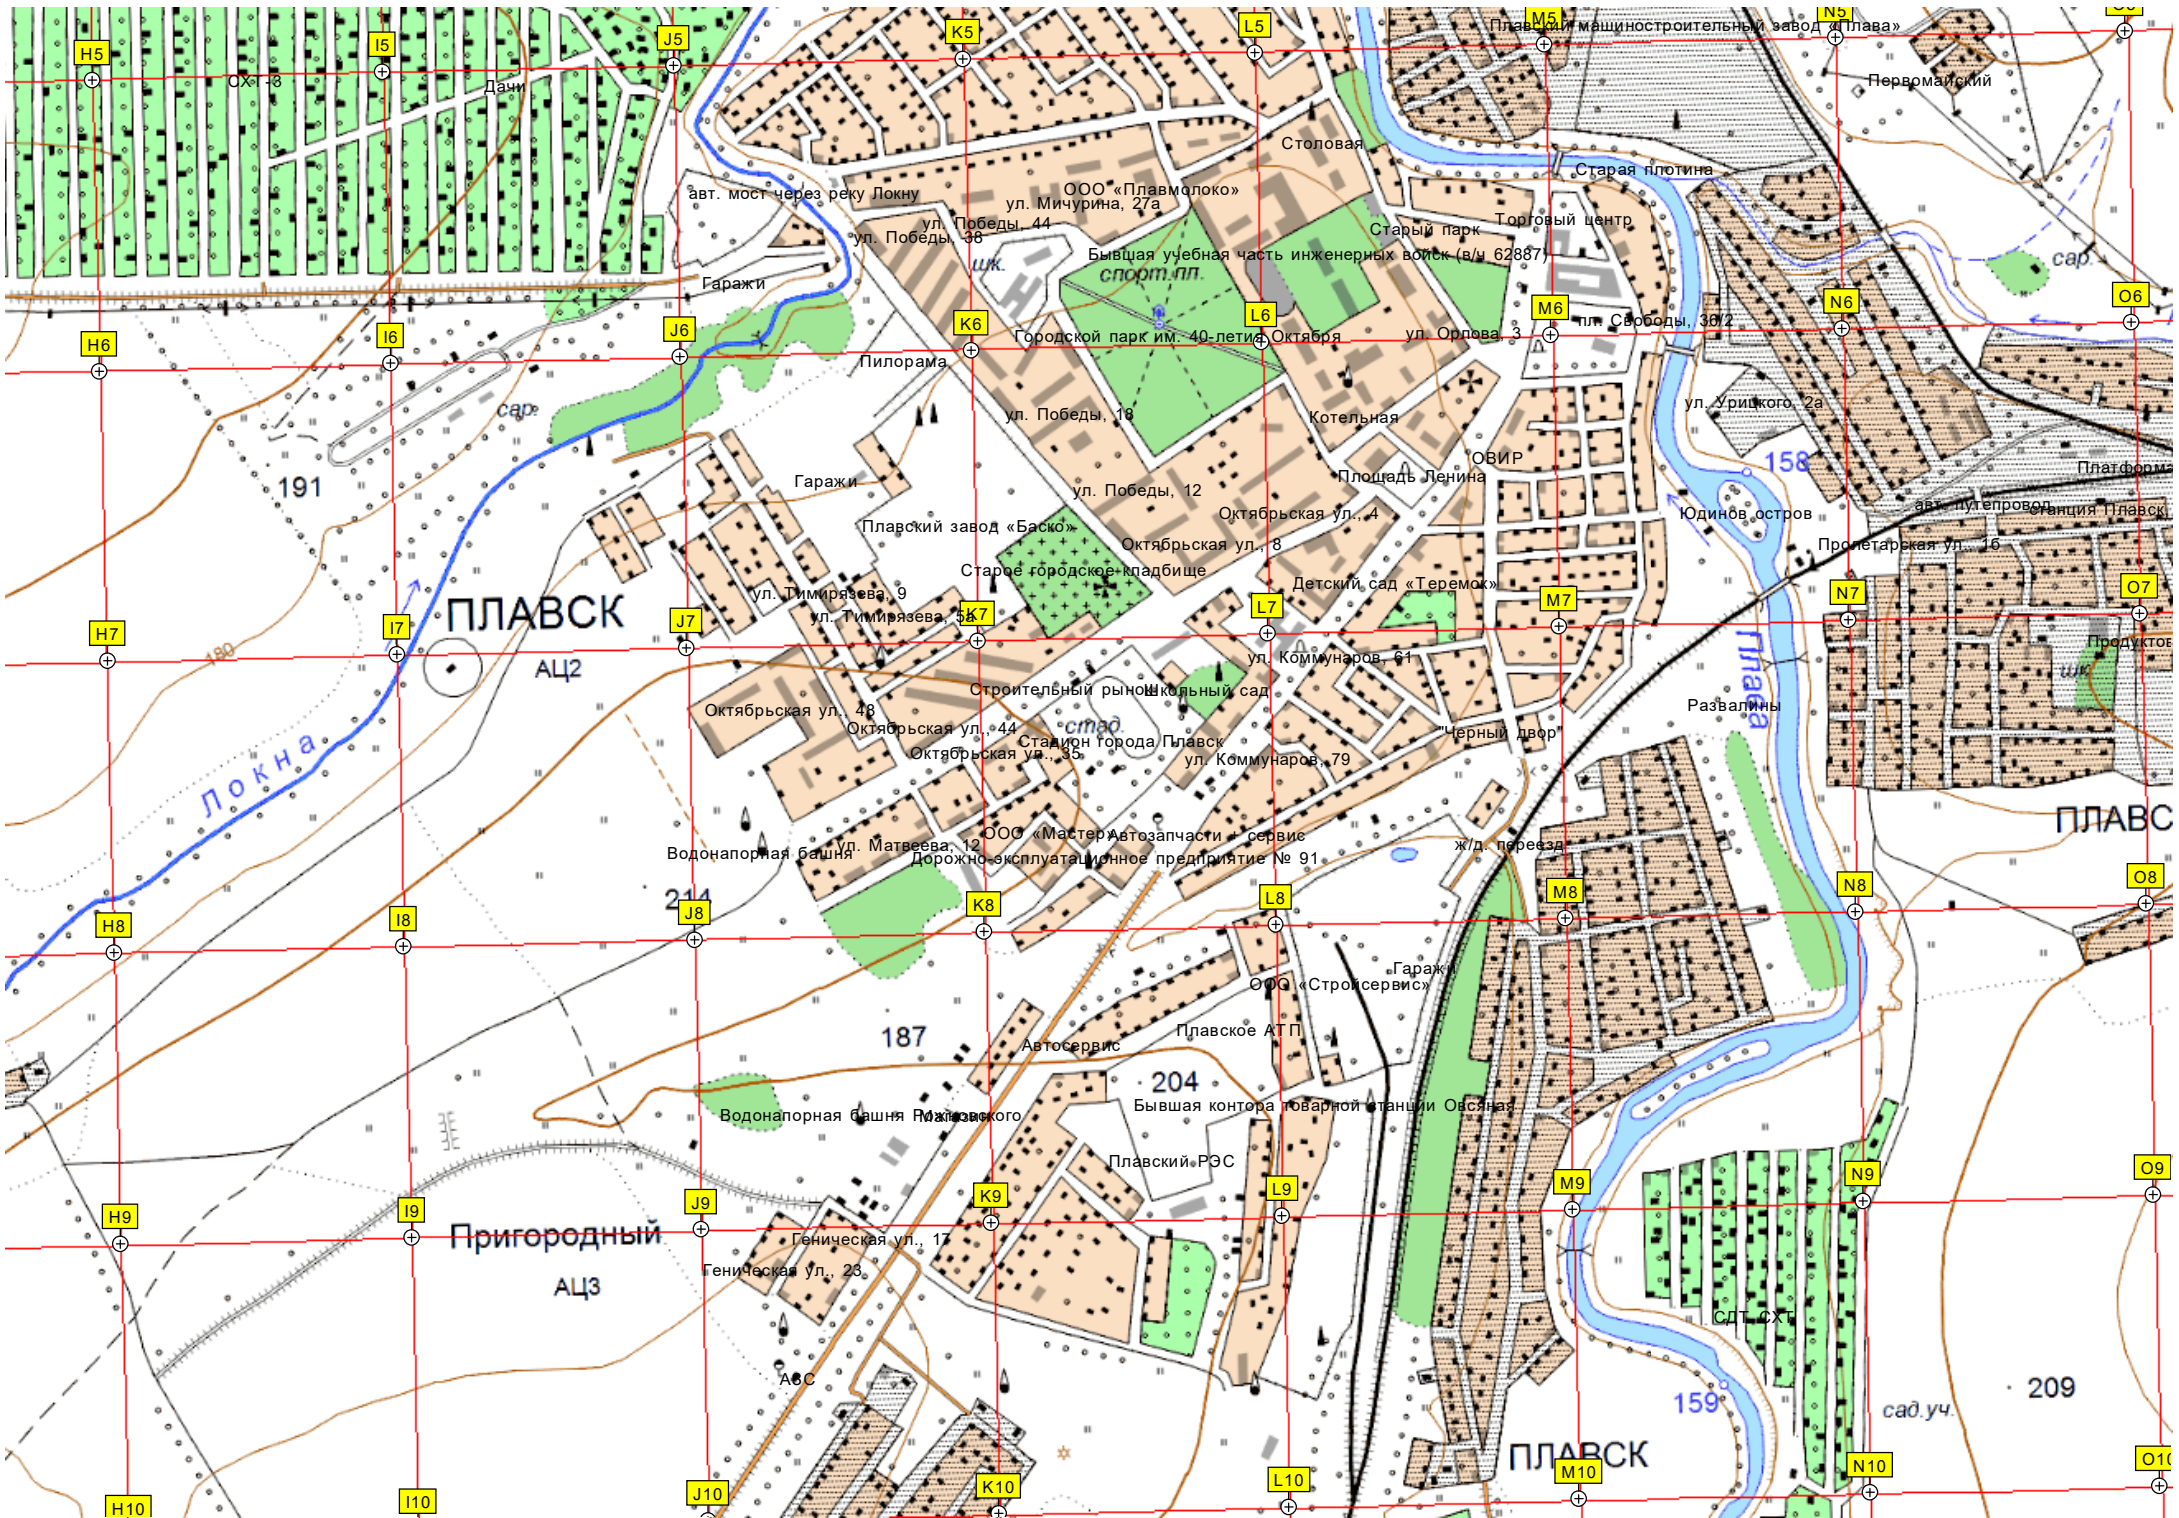 Плавский машиностроительный завод «Плава»
H5
I5
J5
K5
L5
M5
N5
СХТ-3
Дачи
Первомайский
Столовая
авт. мост через реку Локну
ООО «Плавмолоко»
ул. Мичурина, 27а
ул. Победы, 44
ул. Победы, 38
шк.
Старая плотина
Торговый центр
Старый парк
Бывшая учебная часть инженерных войск (в/ч 62887)
спорт.пл.
сар.
Гаражи
H6
I6
J6
K6
L6
M6
N6
O6
Городской парк им. 40-летия Октября
ул. Орлова, 3
пл. Свободы, 36/2
Пилорама
сар.
ул. Победы, 18
Котельная
ул. Урицкого, 2а
191
Гаражи
ул. Победы, 12
Площадь Ленина
ОВИР
158
Платформа
Плавский завод «Баско»
Октябрьская ул., 4
Юдинов остров
авт. путепровод
станция Плавск
Октябрьская ул., 8
Пролетарская ул., 16
Старое городское кладбище
Детский сад «Теремок»
ПЛАВСК
АЦ2
ул. Тимирязева, 9
ул. Тимирязева, 5а
H7
I7
J7
K7
L7
M7
N7
O7
180
ул. Коммунаров, 61
Плава
Продуктов
шк.
Строительный рынок
Школьный сад
Октябрьская ул., 48
Октябрьская ул., 44
Октябрьская ул., 35
стад.
Стадион города Плавск
ул. Коммунаров, 79
"Черный двор"
Развалины
Локна
ООО «Мастер»
Автозапчасти + сервис
ул. Матвеева, 12
Водонапорная башня
Дорожно-эксплуатационное предприятие № 91
ж/д. переезд
ПЛАВС
214
H8
I8
J8
K8
L8
M8
N8
O8
Гаражи
ООО «Стройсервис»
187
Плавское АТП
Автосервис
204
Водонапорная башня Рожновского
Магазин
Бывшая контора товарной станции Овсяная
Плавский РЭС
H9
I9
J9
K9
L9
M9
N9
O9
Пригородный
АЦ3
Геническая ул., 17
Геническая ул., 23
СДТ СХТ
АЗС
159
209
сад.уч.
ПЛАВСК
H10
I10
J10
K10
L10
M10
N10
O10